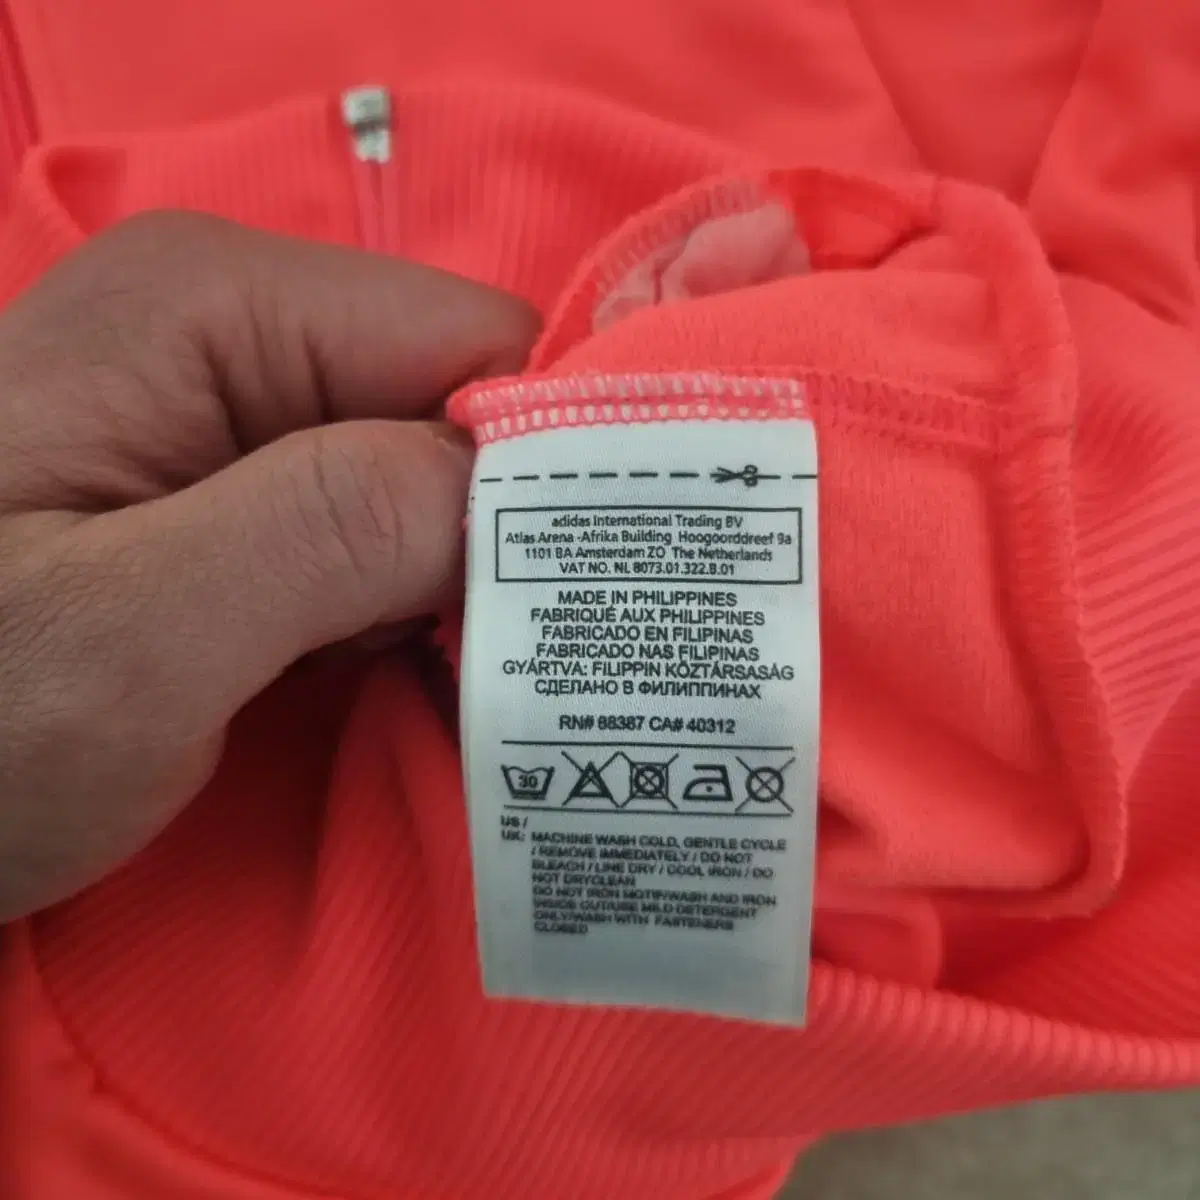 adidas International Trading BV
Atlas Arena -Afrika Building Hoogoorddreef 9a
1101 BA Amsterdam ZO The Netherlands
VAT NO. NL 8073.01.322.B.01
MADE IN PHILIPPINES
FABRIQUÉ AUX PHILIPPINES
FABRICADO EN FILIPINAS
FABRICADO NAS FILIPINAS
GYÁRTVA: FILIPPIN KÖZTÁRSASÁG
СДЕЛАНО В ФИЛИППИНАХ
RN# 88387 CA# 40312
30
US /
UK: MACHINE WASH COLD, GENTLE CYCLE
/ REMOVE IMMEDIATELY / DO NOT
BLEACH / LINE DRY / COOL IRON / DO
NOT DRYCLEAN
DO NOT IRON MOTIF/WASH AND IRON
INSIDE OUT/USE MILD DETERGENT
ONLY/WASH WITH FASTENERS
CLOSED